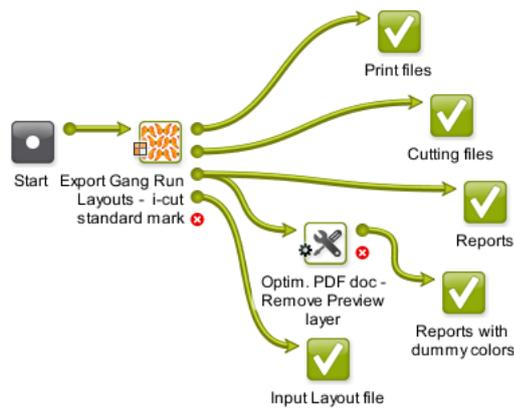 Print files
Cutting files
Start
Export Gang Run
Layouts - i-cut
standard mark
Reports
Optim. PDF doc -
Remove Preview
layer
Reports with
dummy colors
Input Layout file